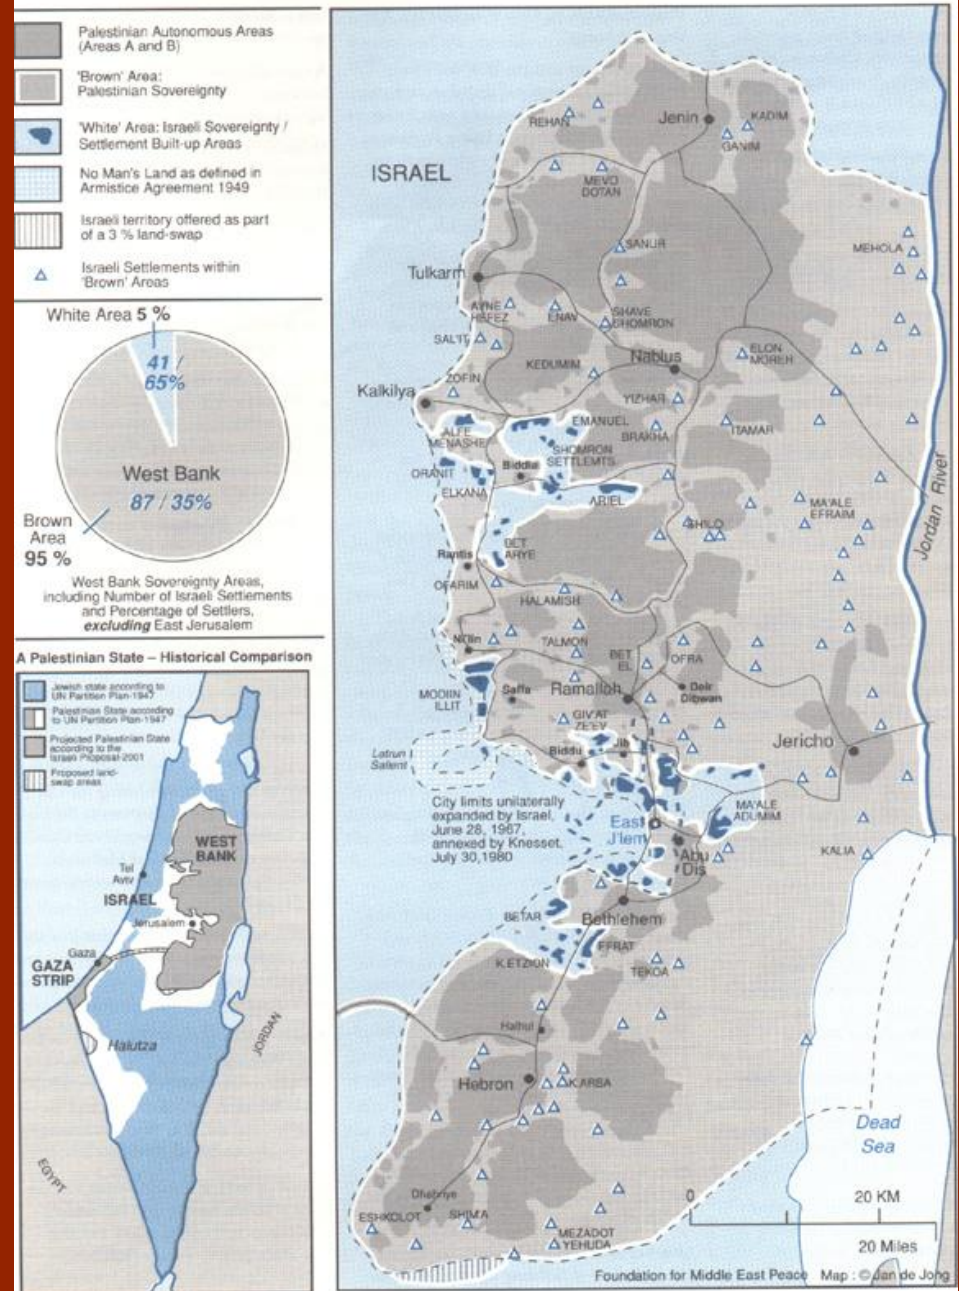 Palestinian Autonomous Areas
(Areas A and B)
'Brown' Area:
Palestinian Sovereignty
'White' Area: Israeli Sovereignty /
Settlement Built-up Areas
No Man's Land as defined in
Armistice Agreement 1949
Israeli territory offered as part
of a 3 % land-swap
Israeli Settlements within
'Brown' Areas
White Area 5 %
41 /
65%
West Bank
87 / 35%
Brown
Area
95 %
West Bank Sovereignty Areas,
including Number of Israeli Settlements
and Percentage of Settlers,
excluding East Jerusalem
A Palestinian State – Historical Comparison
Jewish state according to
UN Partition Plan-1947
Palestinian State according
to UN Partition Plan-1947
Projected Palestinian State
according to the
Israeli Proposal-2001
Proposed land-
swap areas
WEST
BANK
Tel
Aviv
ISRAEL
Jerusalem
Gaza
GAZA
STRIP
Halutza
JORDAN
EGYPT
ISRAEL
REHAN
Jenin
KADIM
GANIM
MEVO
DOTAN
SANUR
MEHOLA
Tulkarm
AVNE
HEFEZ
ENAV
SHAVE
SHOMRON
SAL'IT
KEDUMIM
Nablus
ELON
MOREH
ZOFIN
Kalkilya
YIZHAR
ALFE
MENASHE
EMANUEL
BRAKHA
ITAMAR
SHOMRON
SETTLEMTS
ORANIT
Biddia
ELKANA
ARIEL
MA'ALE
EFRAIM
Jordan River
SHILO
BET
ARYE
Rantis
OFARIM
HALAMISH
Ni'lin
TALMON
BET
EL
OFRA
MODIIN
ILLIT
Saffa
Ramallah
Deir
Dibwan
GIV'AT
ZE'EV
Latrun
Salient
Biddu
Jib
Jericho
City limits unilaterally
expanded by Israel,
June 28, 1967,
annexed by Knesset,
July 30,1980
East
J'lem
MA'ALE
ADUMIM
Abu
Dis
KALIA
BETAR
Bethlehem
EFRAT
K.ETZION
TEKOA
Halhul
Hebron
K.ARBA
Dead
Sea
Dhahriye
ESHKOLOT
SHIM'A
MEZADOT
YEHUDA
0
20 KM
20 Miles
Foundation for Middle East Peace Map : © Jan de Jong